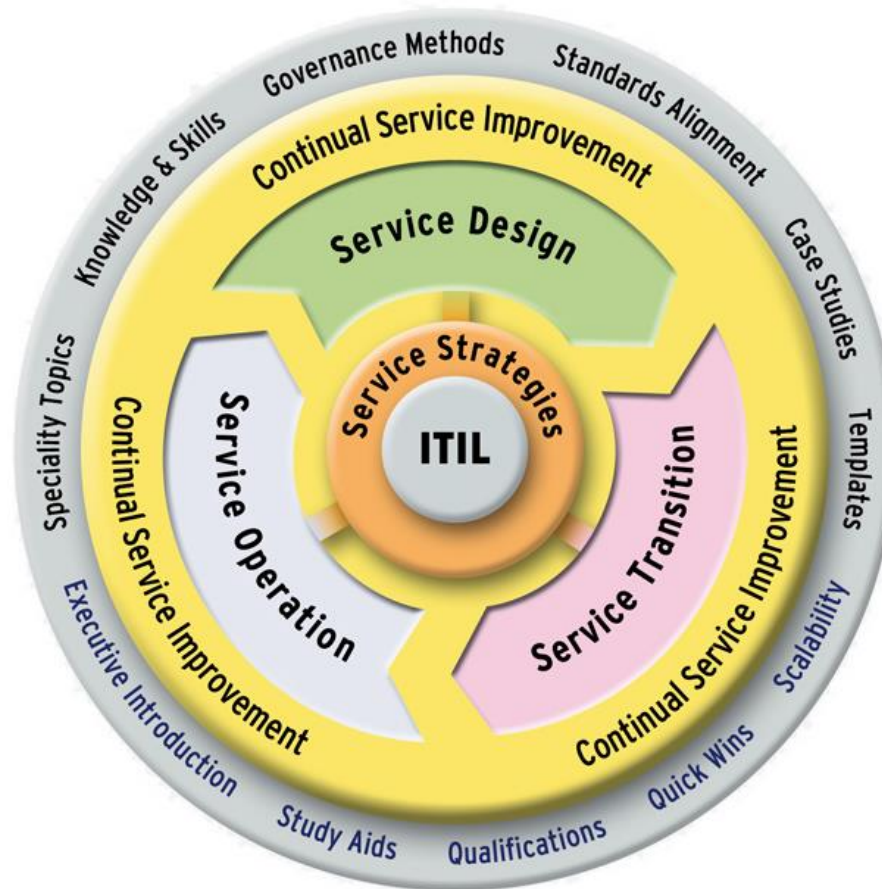 Governance Methods
Standards Alignment
Case Studies
Templates
Scalability
Quick Wins
Qualifications
Study Aids
Executive Introduction
Speciality Topics
Knowledge & Skills
Continual Service Improvement
Continual Service Improvement
Continual Service Improvement
Service Design
Service Transition
Service Operation
Service Strategies
ITIL